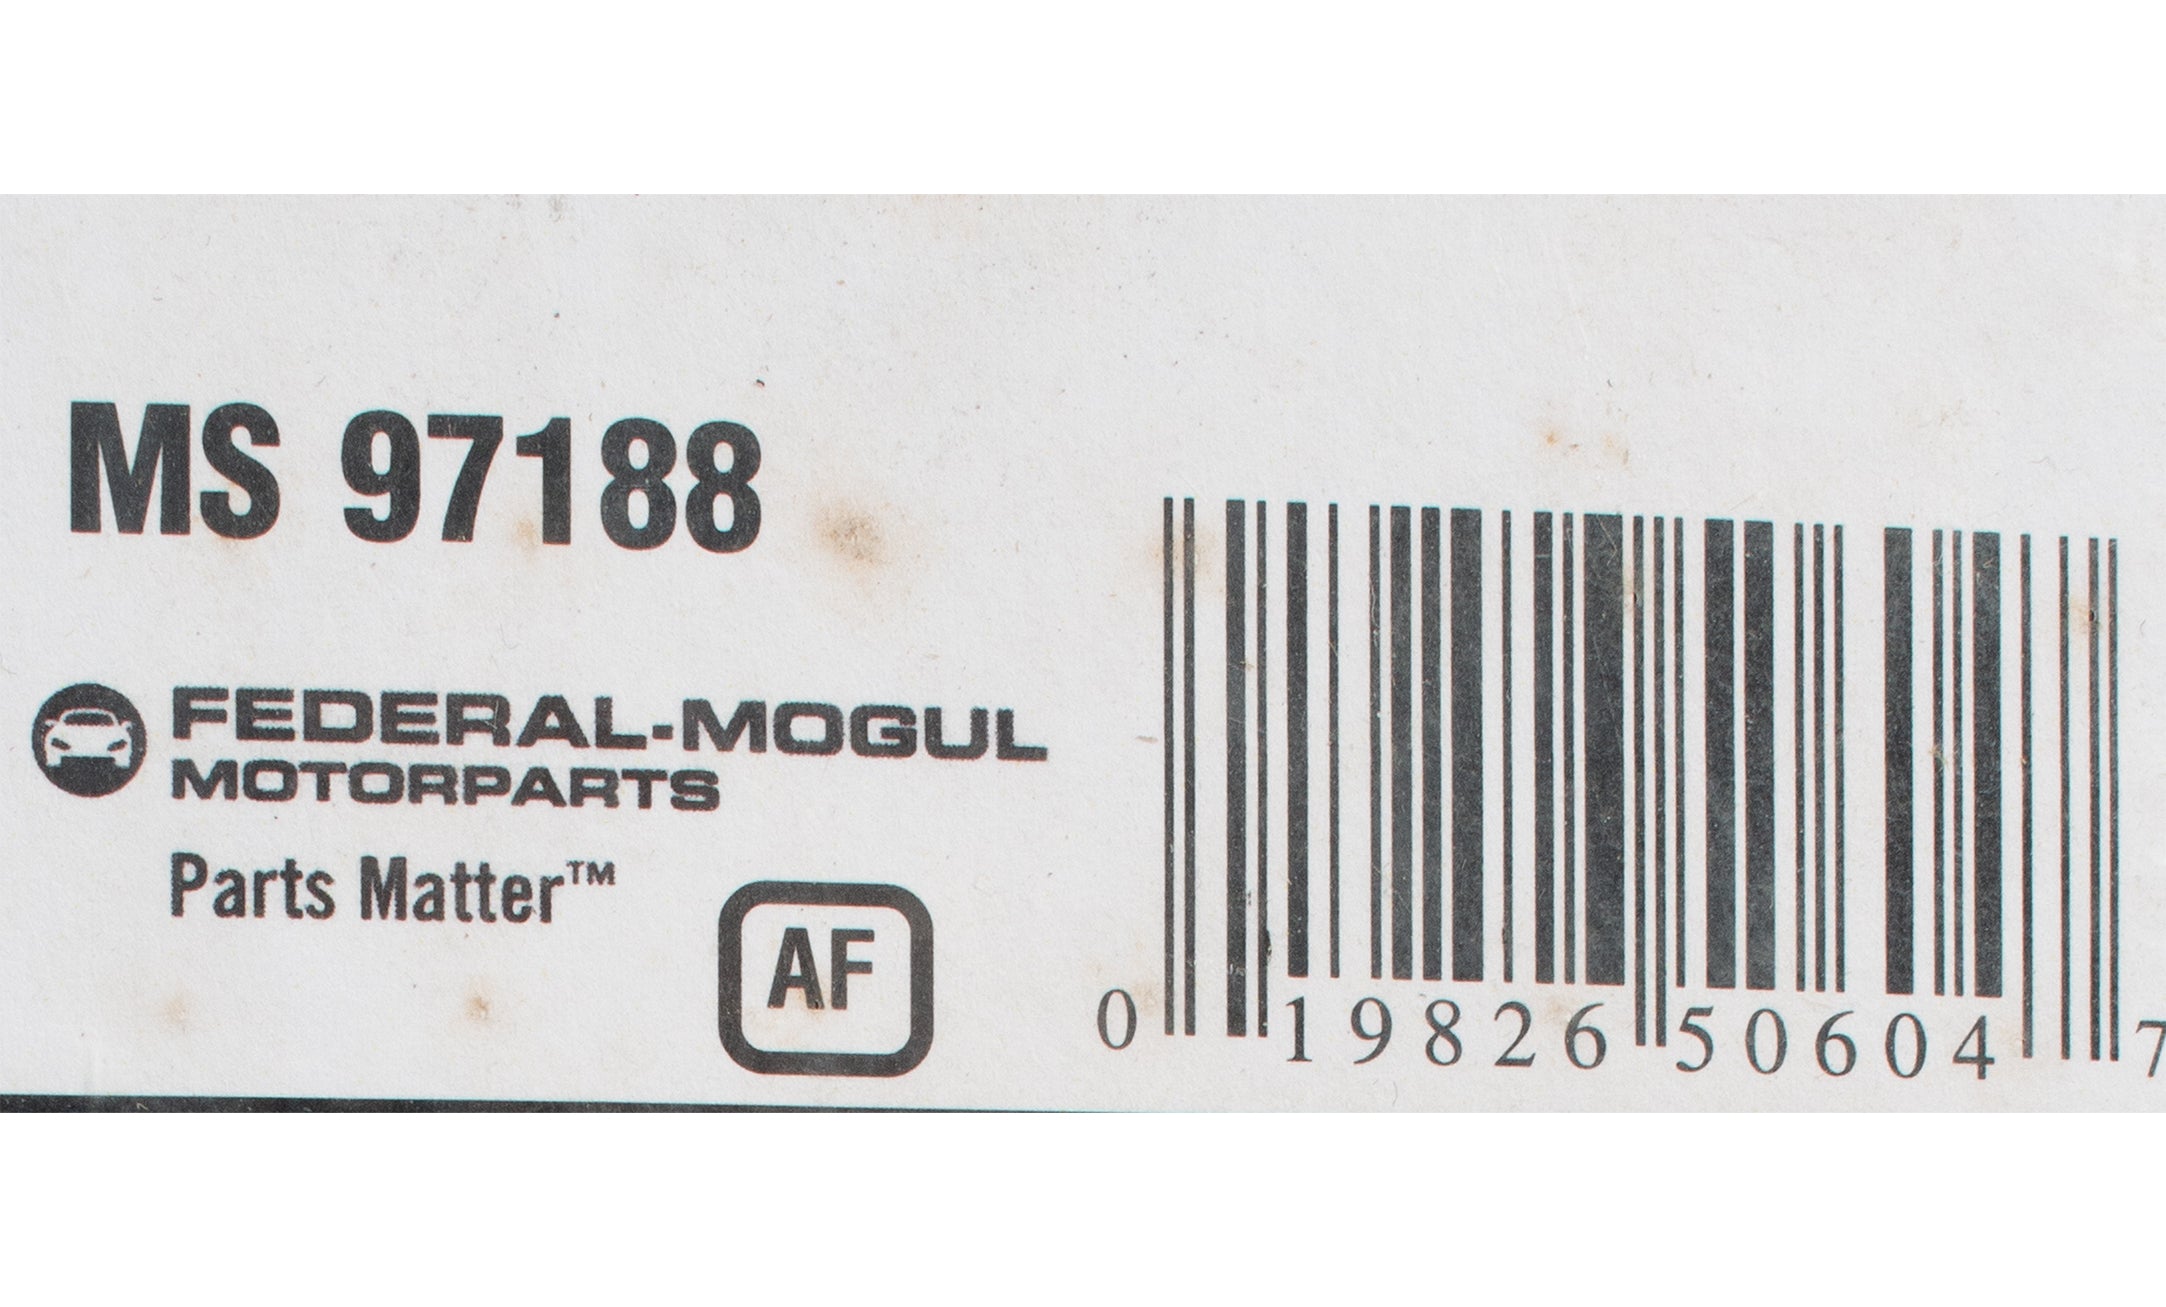 MS 97188
FEDERAL-MOGUL
MOTORPARTS
Parts Matter™
AF
0 19826 50604 7